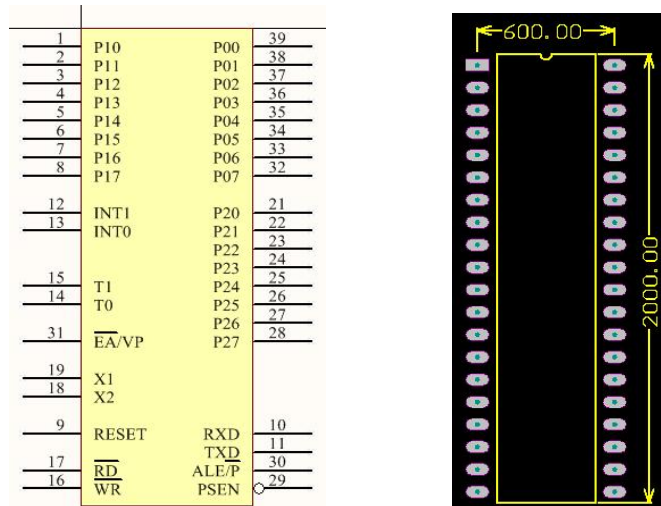 1 P10 P00 39
2 P11 P01 38
3 P12 P02 37
4 P13 P03 36
5 P14 P04 35
6 P15 P05 34
7 P16 P06 33
8 P17 P07 32
12 INT1 P20 21
13 INT0 P21 22
P22 23
P23 24
15 T1 P24 25
14 T0 P25 26
P26 27
31 E̅A̅/VP P27 28
19 X1
18 X2
9 RESET RXD 10
TXD 11
17 R̅D̅ ALE/P̅ 30
16 W̅R̅ PSEN 29
600.00
2000.00